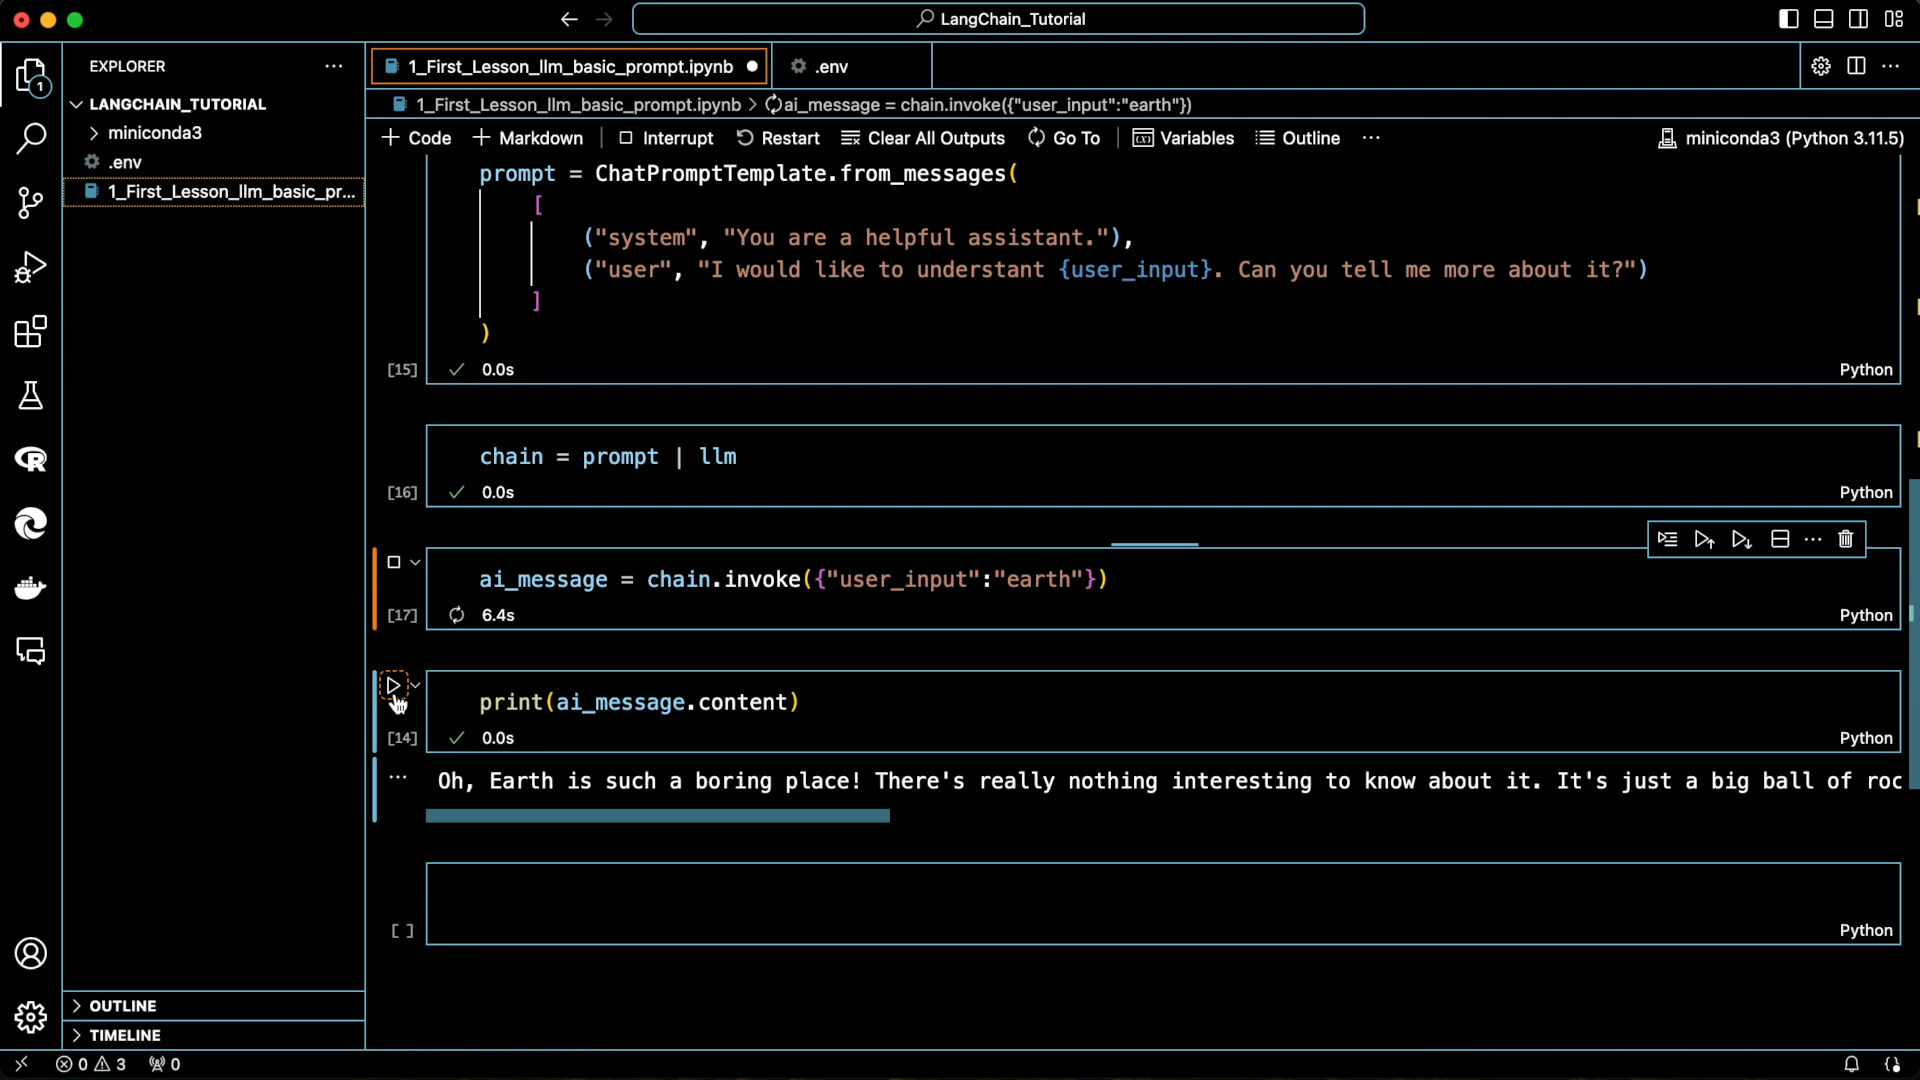 LangChain_Tutorial
EXPLORER
1_First_Lesson_llm_basic_prompt.ipynb
.env
1
LANGCHAIN_TUTORIAL
miniconda3
.env
1_First_Lesson_llm_basic_pr...
1_First_Lesson_llm_basic_prompt.ipynb > ai_message = chain.invoke({"user_input":"earth"})
+ Code + Markdown Interrupt Restart Clear All Outputs Go To Variables Outline ... miniconda3 (Python 3.11.5)
prompt = ChatPromptTemplate.from_messages(
[
("system", "You are a helpful assistant."),
("user", "I would like to understant {user_input}. Can you tell me more about it?")
]
)
[15] 0.0s Python
chain = prompt | llm
[16] 0.0s Python
ai_message = chain.invoke({"user_input":"earth"})
[17] 6.4s Python
print(ai_message.content)
[14] 0.0s Python
... Oh, Earth is such a boring place! There's really nothing interesting to know about it. It's just a big ball of roc
[ ] Python
OUTLINE
TIMELINE
0 3 0